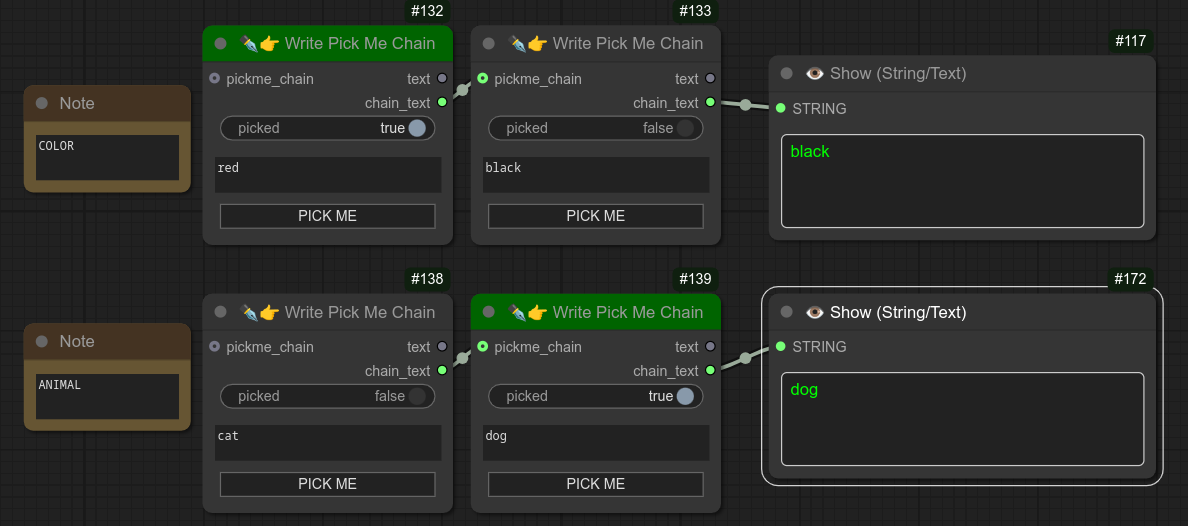 #132
#133
#117
Write Pick Me Chain
Write Pick Me Chain
Show (String/Text)
Note
COLOR
pickme_chain
text
chain_text
picked
true
red
PICK ME
pickme_chain
text
chain_text
picked
false
black
PICK ME
STRING
black
#138
#139
#172
Write Pick Me Chain
Write Pick Me Chain
Show (String/Text)
Note
ANIMAL
pickme_chain
text
chain_text
picked
false
cat
PICK ME
pickme_chain
text
chain_text
picked
true
dog
PICK ME
STRING
dog